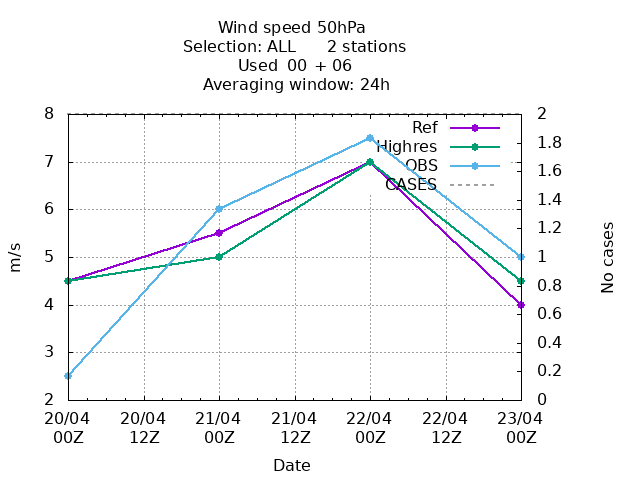 Wind speed 50hPa
Selection: ALL 2 stations
Used 00 + 06
Averaging window: 24h
8
7
6
5
4
3
2
m/s
2
1.8
1.6
1.4
1.2
1
0.8
0.6
0.4
0.2
0
No cases
Ref
Highres
OBS
CASES
20/04 20/04 21/04 21/04 22/04 22/04 23/04
00Z 12Z 00Z 12Z 00Z 12Z 00Z
Date